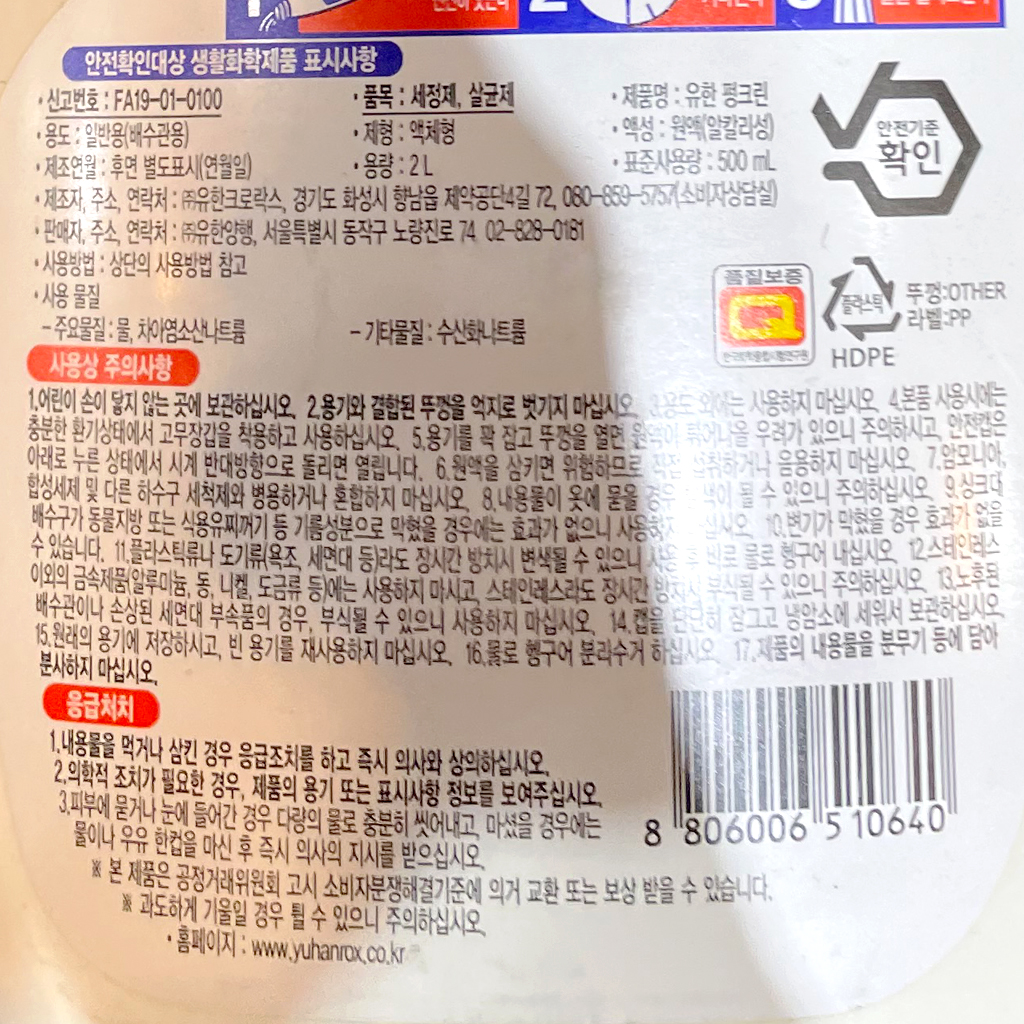 안전확인대상 생활화학제품 표시사항
·신고번호 : FA19-01-0100
·품목 : 세정제, 살균제
·제품명 : 유한 펑크린
·용도 : 일반용(배수관용)
·제형 : 액체형
·액성 : 원액(알칼리성)
·제조연월 : 후면 별도표시(연월일)
·용량 : 2 L
·표준사용량 : 500 mL
·제조자, 주소, 연락처 : ㈜유한크로락스, 경기도 화성시 향남읍 제약공단4길 72, 080-859-5757(소비자상담실)
·판매자, 주소, 연락처 : ㈜유한양행, 서울특별시 동작구 노량진로 74 02-828-0181
·사용방법 : 상단의 사용방법 참고
·사용 물질
- 주요물질 : 물, 차아염소산나트륨
- 기타물질 : 수산화나트륨
안전기준
확인
품질보증
Q
플라스틱
HDPE
뚜껑:OTHER
라벨:PP
사용상 주의사항
1.어린이 손이 닿지 않는 곳에 보관하십시오. 2.용기와 결합된 뚜껑을 억지로 벗기지 마십시오. 3.용도 외에는 사용하지 마십시오. 4.본품 사용시에는
충분한 환기상태에서 고무장갑을 착용하고 사용하십시오. 5.용기를 꽉 잡고 뚜껑을 열면 원액이 튀어나올 우려가 있으니 주의하시고, 안전캡은
아래로 누른 상태에서 시계 반대방향으로 돌리면 열립니다. 6.원액을 삼키면 위험하므로 직접 섭취하거나 음용하지 마십시오. 7.암모니아,
합성세제 및 다른 하수구 세척제와 병용하거나 혼합하지 마십시오. 8.내용물이 옷에 묻을 경우 탈색이 될 수 있으니 주의하십시오. 9.싱크대
배수구가 동물지방 또는 식용유찌꺼기 등 기름성분으로 막혔을 경우에는 효과가 없으니 사용하지 마십시오. 10.변기가 막혔을 경우 효과가 없을
수 있습니다. 11.플라스틱류나 도기류(욕조, 세면대 등)라도 장시간 방치시 변색될 수 있으니 사용 후 바로 물로 헹구어 내십시오. 12.스테인레스
이외의 금속제품(알루미늄, 동, 니켈, 도금류 등)에는 사용하지 마시고, 스테인레스라도 장시간 방치시 부식될 수 있으니 주의하십시오. 13.노후된
배수관이나 손상된 세면대 부속품의 경우, 부식될 수 있으니 사용하지 마십시오. 14.캡을 단단히 잠그고 냉암소에 세워서 보관하십시오.
15.원래의 용기에 저장하시고, 빈 용기를 재사용하지 마십시오. 16.물로 헹구어 분리수거 하십시오. 17.제품의 내용물을 분무기 등에 담아
분사하지 마십시오.
응급처치
1.내용물을 먹거나 삼킨 경우 응급조치를 하고 즉시 의사와 상의하십시오.
2.의학적 조치가 필요한 경우, 제품의 용기 또는 표시사항 정보를 보여주십시오.
3.피부에 묻거나 눈에 들어간 경우 다량의 물로 충분히 씻어내고, 마셨을 경우에는
물이나 우유 한컵을 마신 후 즉시 의사의 지시를 받으십시오.
※ 본 제품은 공정거래위원회 고시 소비자분쟁해결기준에 의거 교환 또는 보상 받을 수 있습니다.
※ 과도하게 기울일 경우 튈 수 있으니 주의하십시오.
·홈페이지 : www.yuhanrox.co.kr
8 806006 510640